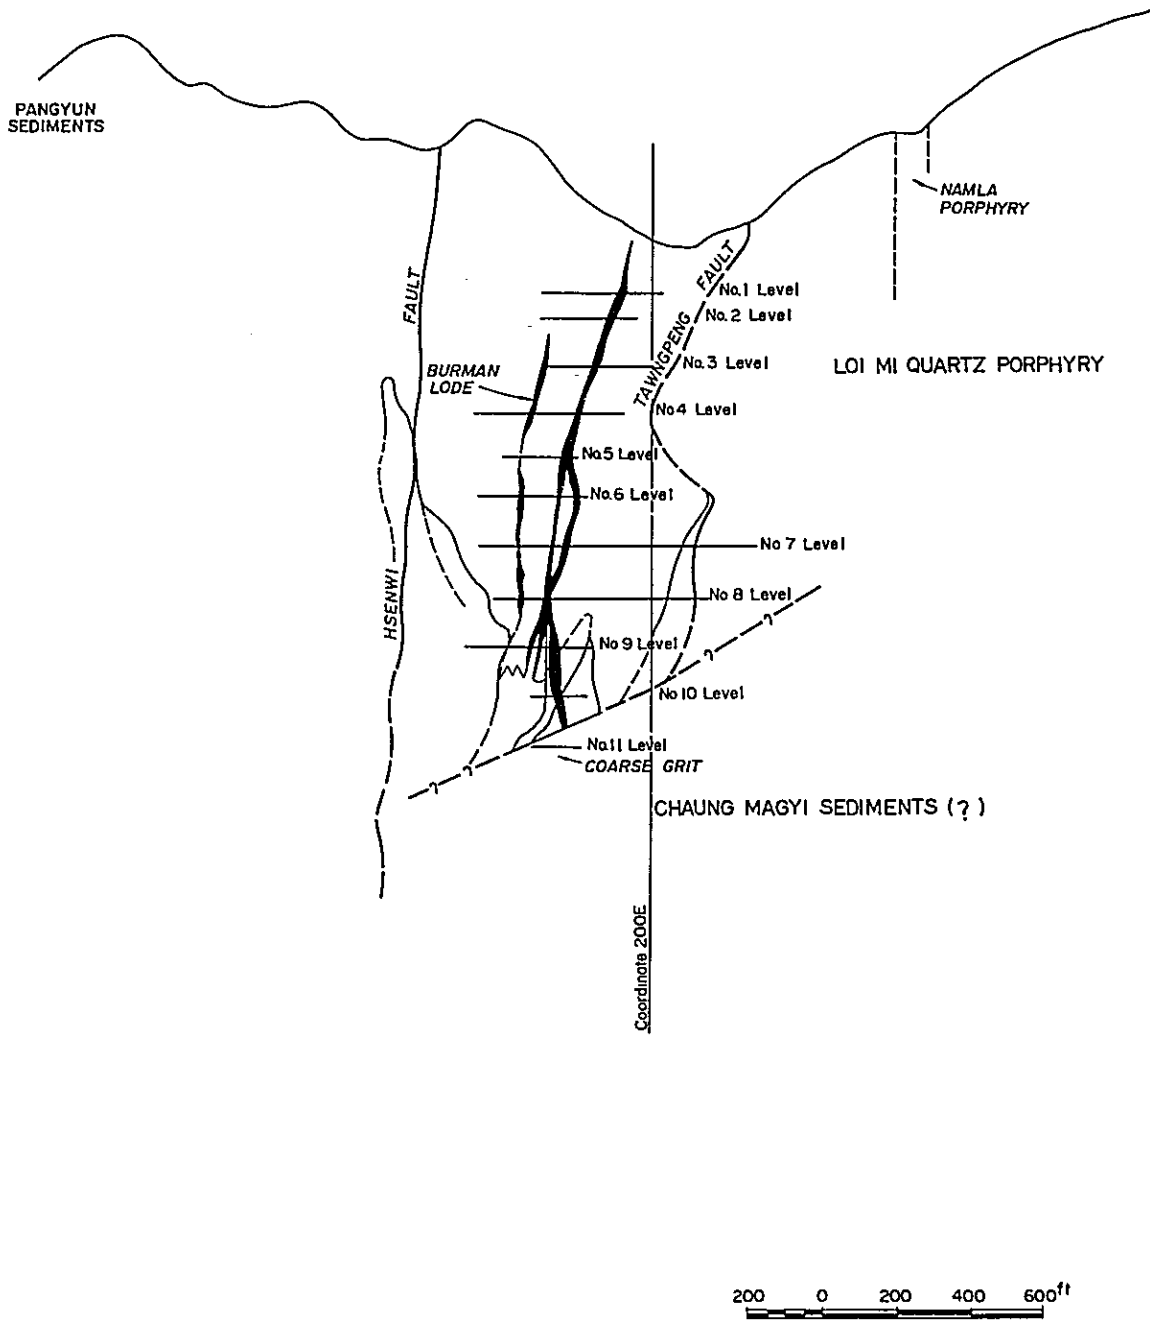 PANGYUN
SEDIMENTS
NAMLA
PORPHYRY
FAULT
TAWNGPENG FAULT
No.1 Level
No.2 Level
No.3 Level
LOI MI QUARTZ PORPHYRY
BURMAN
LODE
No4 Level
No.5 Level
No.6 Level
No 7 Level
HSENWI
No 8 Level
?
No 9 Level
?
No 10 Level
No.11 Level
COARSE GRIT
?
?
CHAUNG MAGYI SEDIMENTS (?)
Coordinate 200E
200 0 200 400 600ft